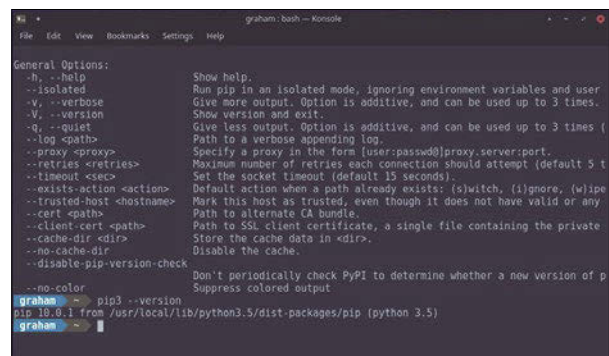 graham : bash — Konsole
File Edit View Bookmarks Settings Help
General Options:
-h, --help Show help.
--isolated Run pip in an isolated mode, ignoring environment variables and user
-v, --verbose Give more output. Option is additive, and can be used up to 3 times.
-V, --version Show version and exit.
-q, --quiet Give less output. Option is additive, and can be used up to 3 times (
--log <path> Path to a verbose appending log.
--proxy <proxy> Specify a proxy in the form [user:passwd@]proxy.server:port.
--retries <retries> Maximum number of retries each connection should attempt (default 5 t
--timeout <sec> Set the socket timeout (default 15 seconds).
--exists-action <action> Default action when a path already exists: (s)witch, (i)gnore, (w)ipe
--trusted-host <hostname> Mark this host as trusted, even though it does not have valid or any
--cert <path> Path to alternate CA bundle.
--client-cert <path> Path to SSL client certificate, a single file containing the private
--cache-dir <dir> Store the cache data in <dir>.
--no-cache-dir Disable the cache.
--disable-pip-version-check
Don't periodically check PyPI to determine whether a new version of p
--no-color Suppress colored output
graham ~ pip3 --version
pip 10.0.1 from /usr/local/lib/python3.5/dist-packages/pip (python 3.5)
graham ~